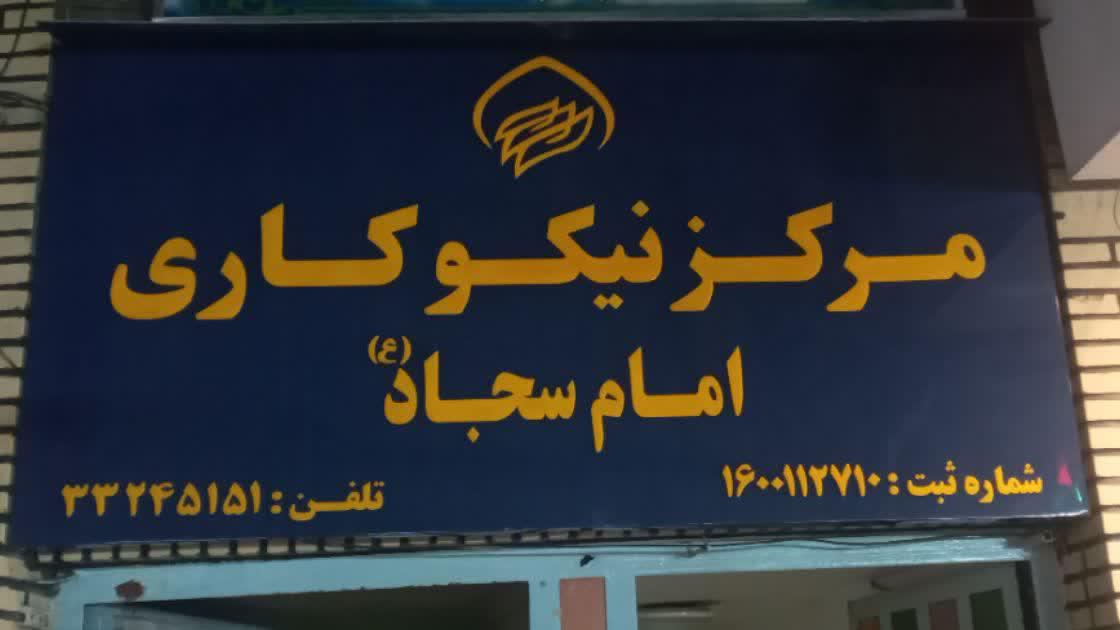 مرکز نیکوکاری
امام سجاد (ع)
شماره ثبت : ۱۶۰۰۱۱۲۷۱۰
تلفن : ۳۳۲۴۵۱۵۱